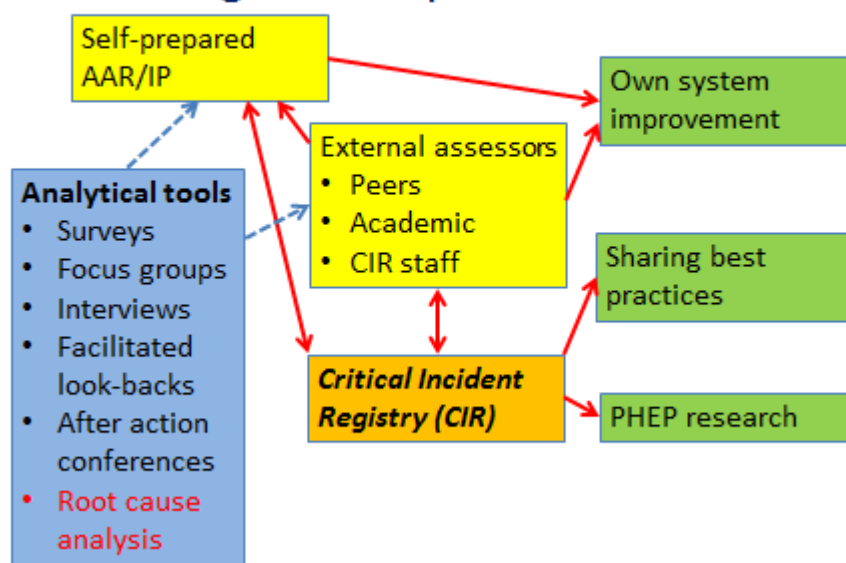 Self-prepared
AAR/IP
Own system
improvement
External assessors
• Peers
• Academic
• CIR staff
Analytical tools
• Surveys
• Focus groups
• Interviews
• Facilitated
look-backs
• After action
conferences
• Root cause
analysis
Sharing best
practices
Critical Incident
Registry (CIR)
PHEP research